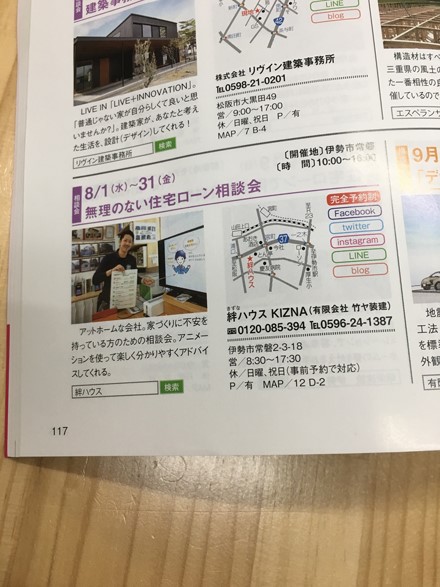 相談会
建築事務所
LINE
blog
LIVE IN 「LIVE+INNOVATION」。
「普通じゃない家が自分らしくて良いと思
いませんか？」。建築家が、あなたと考え
た生活を、設計(デザイン)してくれる！
リヴイン建築事務所
検索
株式会社 リヴイン建築事務所
TEL0598-21-0201
松阪市大黒田49
営／9:00〜17:00
休／日曜、祝日 P／有
MAP／7 B-4
構造材はすべ
三重県の風土の
た一番相性の良
催しているので
エスペランサ
〔開催地〕伊勢市常磐
〔時 間〕10:00〜16:00
相談会
8/1(水)〜31(金)
無理のない住宅ローン相談会
完全予約制
Facebook
twitter
instagram
LINE
blog
37
★絆ハウス
アットホームな会社。家づくりに不安を
持っている方のための相談会。アニメー
ションを使って楽しく分かりやすくアドバイ
スしてくれる。
絆ハウス
検索
きずな
絆ハウス KIZNA(有限会社 竹ヤ装建)
0120-085-394 TEL0596-24-1387
伊勢市常磐2-3-18
営／8:30〜17:30
休／日曜、祝日(事前予約で対応)
P／有 MAP／12 D-2
9月
「デ
地震
工法
を標
外観
有
117